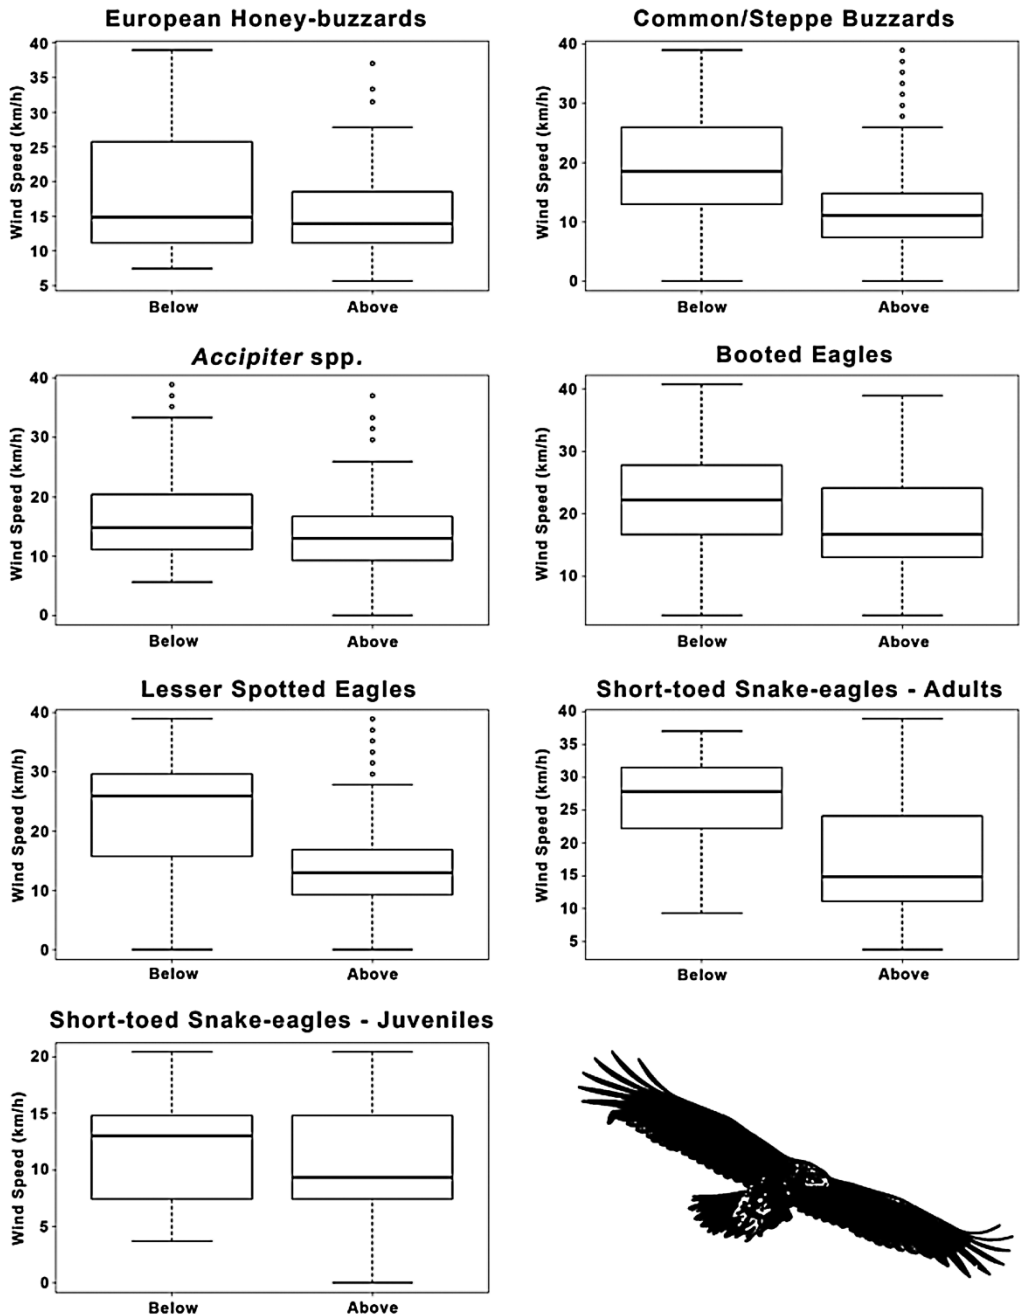 European Honey-buzzards
Wind Speed (km/h)
40
35
30
25
20
15
10
5
Below Above
Common/Steppe Buzzards
Wind Speed (km/h)
40
30
20
10
0
Below Above
Accipiter spp.
Wind Speed (km/h)
40
30
20
10
0
Below Above
Booted Eagles
Wind Speed (km/h)
40
30
20
10
Below Above
Lesser Spotted Eagles
Wind Speed (km/h)
40
30
20
10
0
Below Above
Short-toed Snake-eagles - Adults
Wind Speed (km/h)
40
35
30
25
20
15
10
5
Below Above
Short-toed Snake-eagles - Juveniles
Wind Speed (km/h)
20
15
10
5
0
Below Above